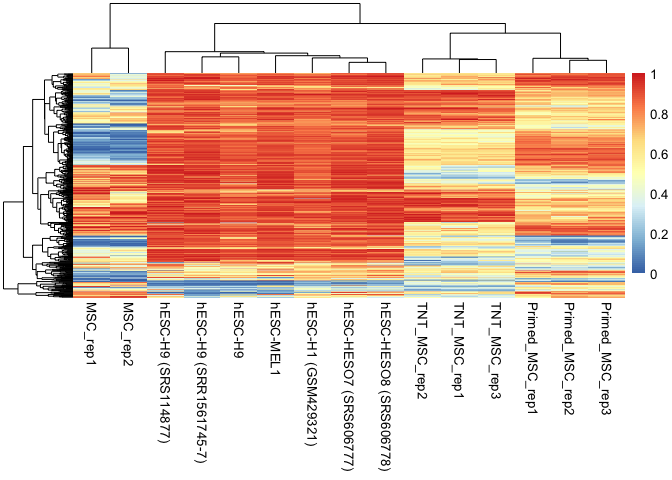 1
0.8
0.6
0.4
0.2
0
MSC_rep1
MSC_rep2
hESC-H9 (SRS114877)
hESC-H9 (SRR1561745-7)
hESC-H9
hESC-MEL1
hESC-H1 (GSM429321)
hESC-HESO7 (SRS606777)
hESC-HESO8 (SRS606778)
TNT_MSC_rep2
TNT_MSC_rep1
TNT_MSC_rep3
Primed_MSC_rep1
Primed_MSC_rep2
Primed_MSC_rep3